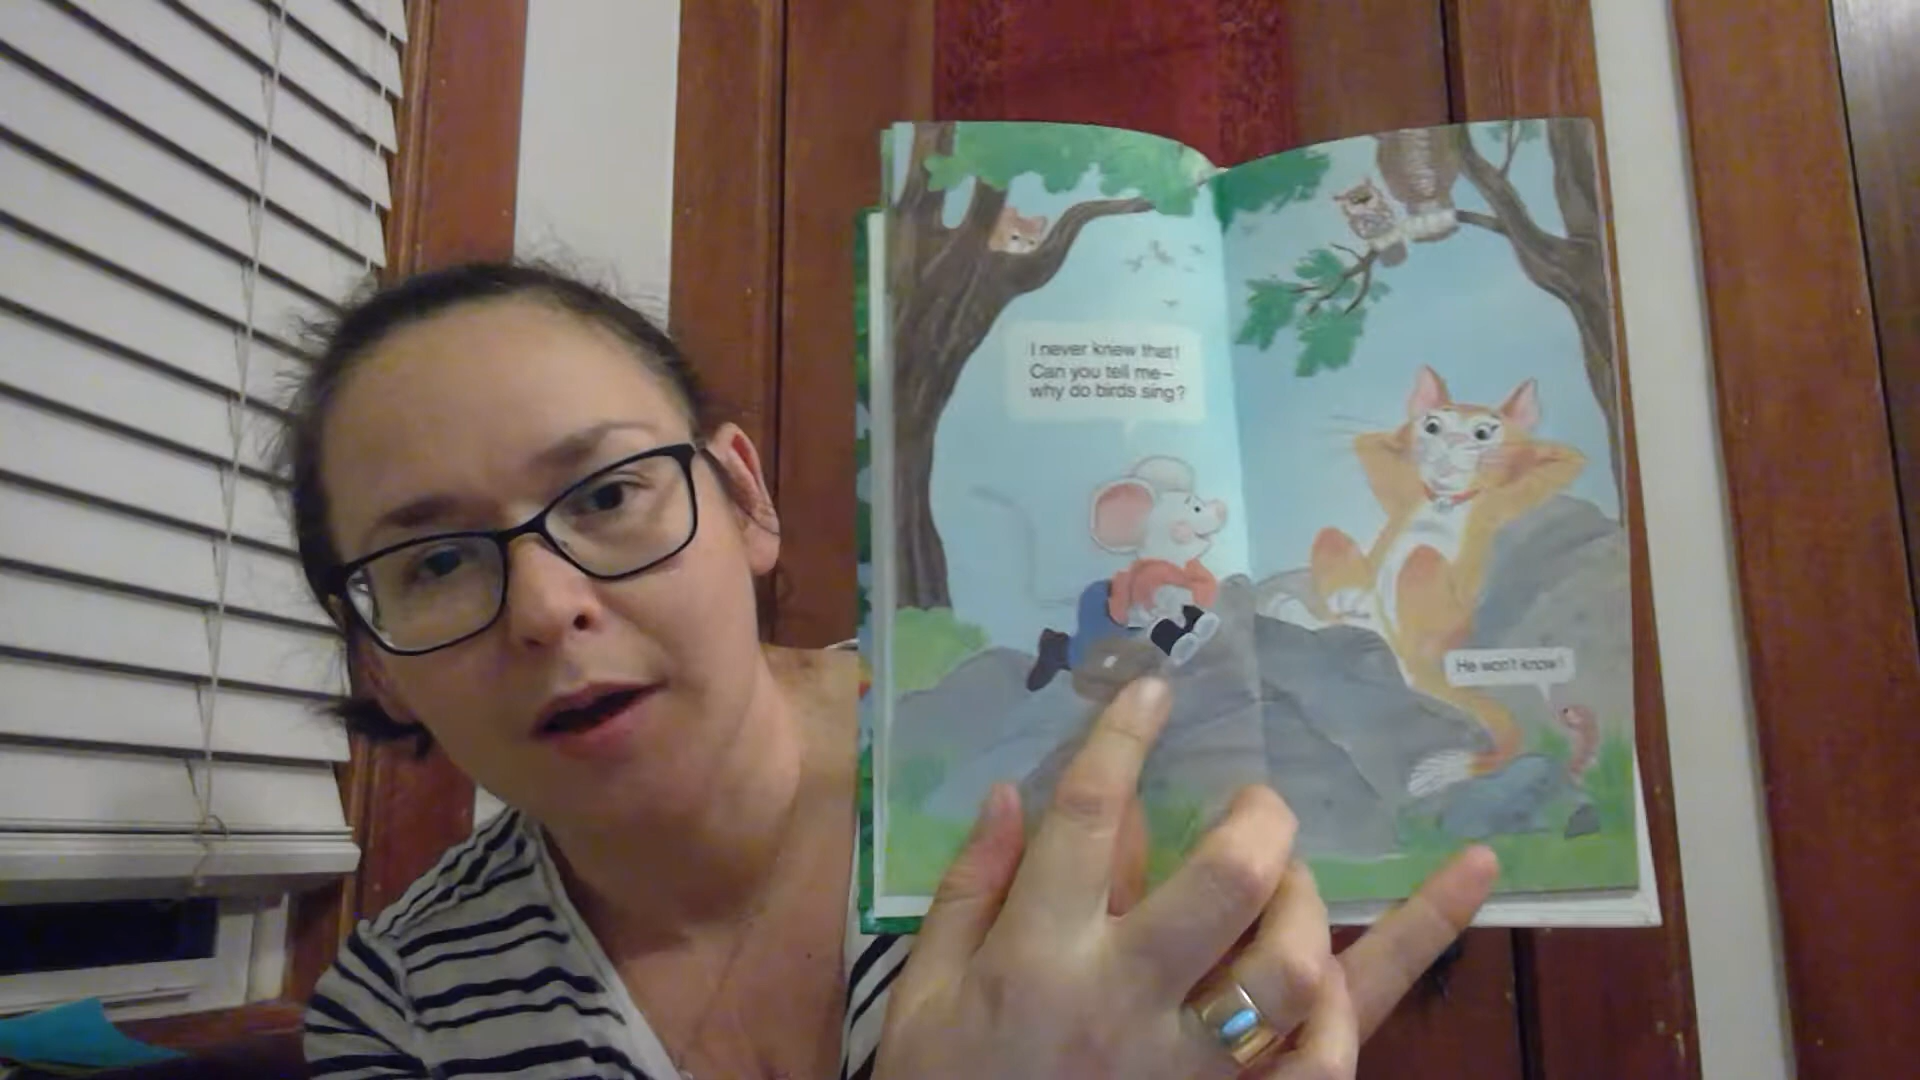 I never knew that!
Can you tell me—
why do birds sing?
He won't know!